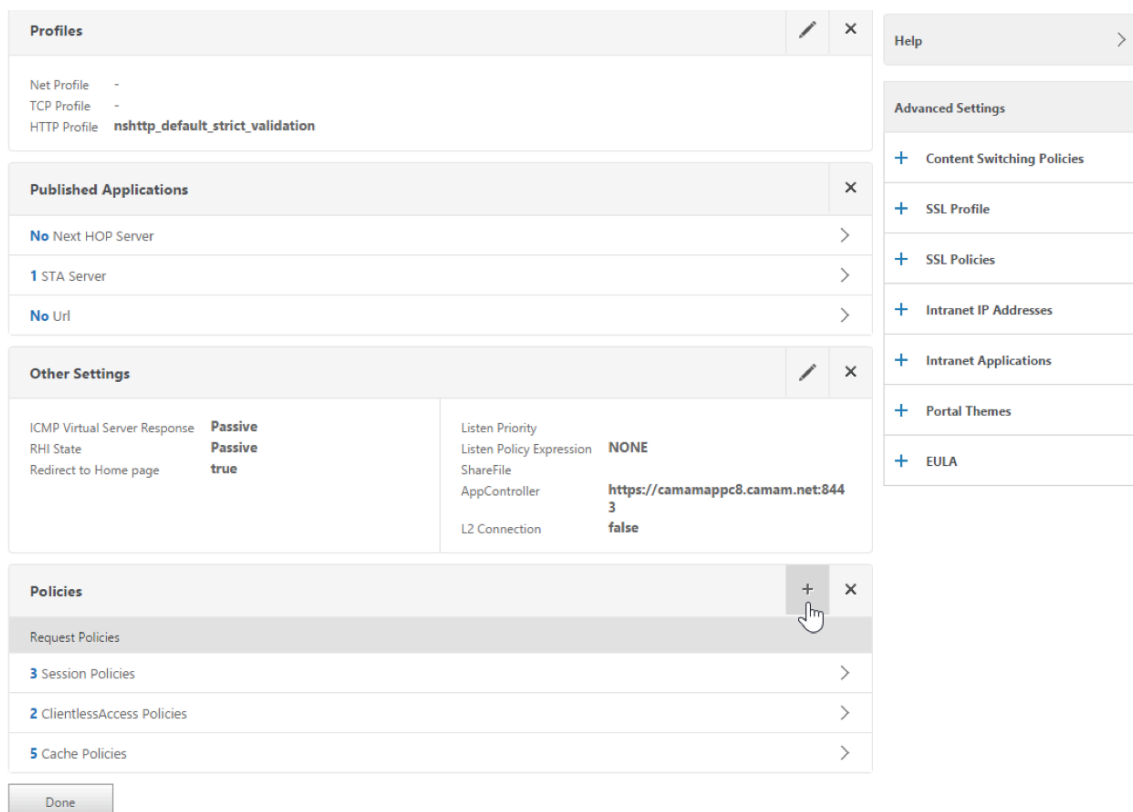 Profiles
Net Profile -
TCP Profile -
HTTP Profile nshttp_default_strict_validation
Published Applications
No Next HOP Server
1 STA Server
No Url
Other Settings
ICMP Virtual Server Response Passive
RHI State Passive
Redirect to Home page true
Listen Priority
Listen Policy Expression NONE
ShareFile
AppController https://camamappc8.camam.net:844
3
L2 Connection false
Policies
Request Policies
3 Session Policies
2 ClientlessAccess Policies
5 Cache Policies
Done
Help
Advanced Settings
Content Switching Policies
SSL Profile
SSL Policies
Intranet IP Addresses
Intranet Applications
Portal Themes
EULA